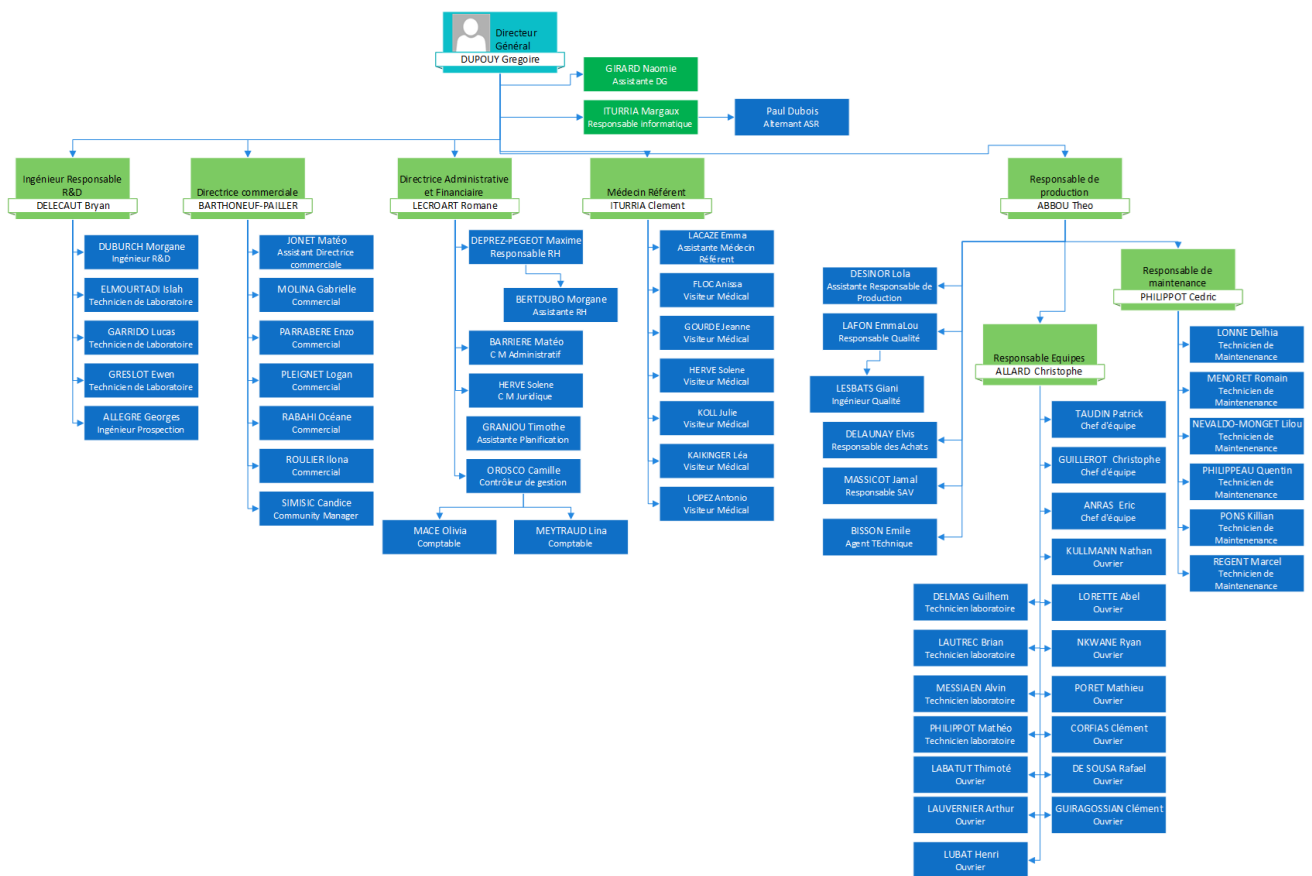 Directeur
Général
DUPOUY Gregoire
GIRARD Naomie
Assistante DG
ITURRIA Margaux
Responsable informatique
Paul Dubois
Alternant ASR
Ingénieur Responsable
R&D
DELECAUT Bryan
DUBURCH Morgane
Ingénieur R&D
ELMOURTADI Islah
Technicien de Laboratoire
GARRIDO Lucas
Technicien de Laboratoire
GRESLOT Ewen
Technicien de Laboratoire
ALLEGRE Georges
Ingénieur Prospection
Directrice commerciale
BARTHONEUF-PAILLER
JONET Matéo
Assistant Directrice
commerciale
MOLINA Gabrielle
Commercial
PARRABERE Enzo
Commercial
PLEIGNET Logan
Commercial
RABAHI Océane
Commercial
ROULIER Ilona
Commercial
SIMISIC Candice
Community Manager
Directrice Administrative
et Financiaire
LECROART Romane
DEPREZ-PEGEOT Maxime
Responsable RH
BERTDUBO Morgane
Assistante RH
BARRIERE Matéo
C M Administratif
HERVE Solene
C M Juridique
GRANJOU Timothe
Assistante Planification
OROSCO Camille
Contrôleur de gestion
MACE Olivia
Comptable
MEYTRAUD Lina
Comptable
Médecin Référent
ITURRIA Clement
LACAZE Emma
Assistante Médecin
Référent
FLOC Anissa
Visiteur Médical
GOURDE Jeanne
Visiteur Médical
HERVE Solene
Visiteur Médical
KOLL Julie
Visiteur Médical
KAIKINGER Léa
Visiteur Médical
LOPEZ Antonio
Visiteur Médical
Responsable de
production
ABBOU Theo
DESINOR Lola
Assistante Responsable de
Production
LAFON EmmaLou
Responsable Qualité
LESBATS Giani
Ingénieur Qualité
DELAUNAY Elvis
Responsable des Achats
MASSICOT Jamal
Responsable SAV
BISSON Emile
Agent TEchnique
Responsable Equipes
ALLARD Christophe
TAUDIN Patrick
Chef d'équipe
GUILLEROT Christophe
Chef d'équipe
ANRAS Eric
Chef d'équipe
KULLMANN Nathan
Ouvrier
DELMAS Guilhem
Technicien laboratoire
LORETTE Abel
Ouvrier
LAUTREC Brian
Technicien laboratoire
NKWANE Ryan
Ouvrier
MESSIAEN Alvin
Technicien laboratoire
PORET Mathieu
Ouvrier
PHILIPPOT Mathéo
Technicien laboratoire
CORFIAS Clément
Ouvrier
LABATUT Thimoté
Ouvrier
DE SOUSA Rafael
Ouvrier
LAUVERNIER Arthur
Ouvrier
GUIRAGOSSIAN Clément
Ouvrier
LUBAT Henri
Ouvrier
Responsable de
maintenance
PHILIPPOT Cedric
LONNE Delhia
Technicien de
Maintenenance
MENORET Romain
Technicien de
Maintenenance
NEVALDO-MONGET Lilou
Technicien de
Maintenenance
PHILIPPEAU Quentin
Technicien de
Maintenenance
PONS Killian
Technicien de
Maintenenance
REGENT Marcel
Technicien de
Maintenenance